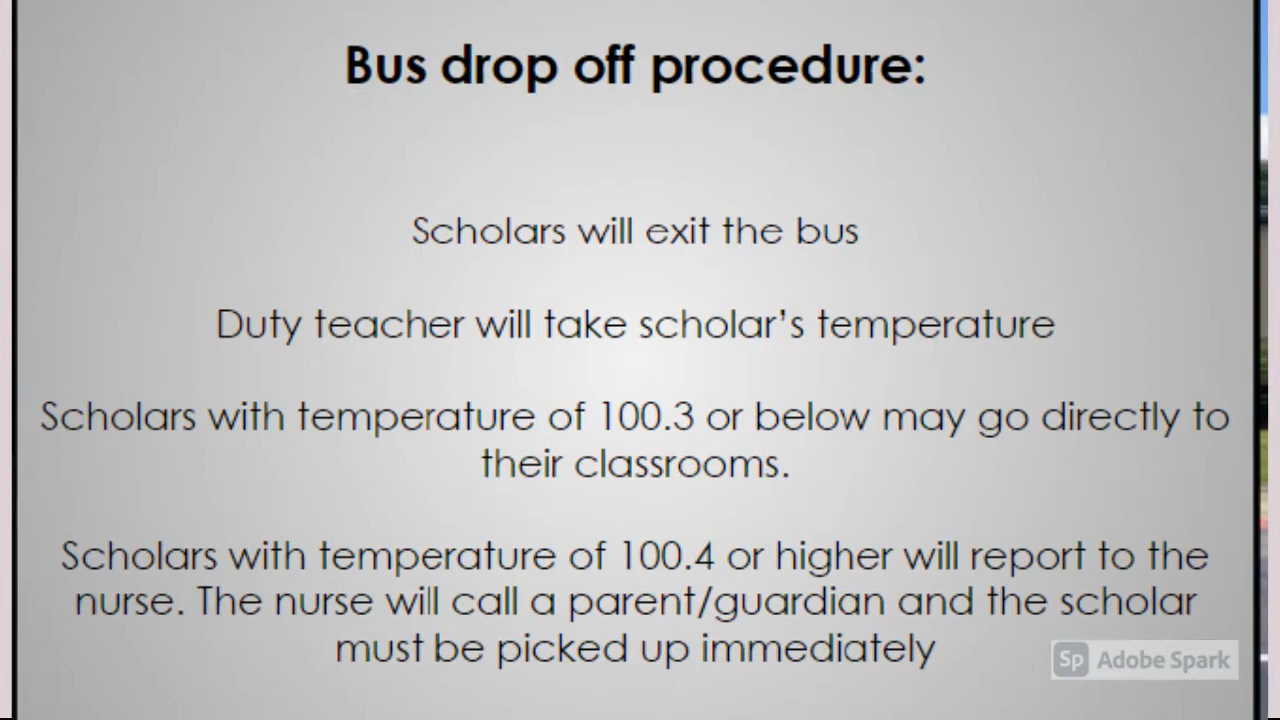 Bus drop off procedure:
Scholars will exit the bus
Duty teacher will take scholar's temperature
Scholars with temperature of 100.3 or below may go directly to
their classrooms.
Scholars with temperature of 100.4 or higher will report to the
nurse. The nurse will call a parent/guardian and the scholar
must be picked up immediately
Sp Adobe Spark